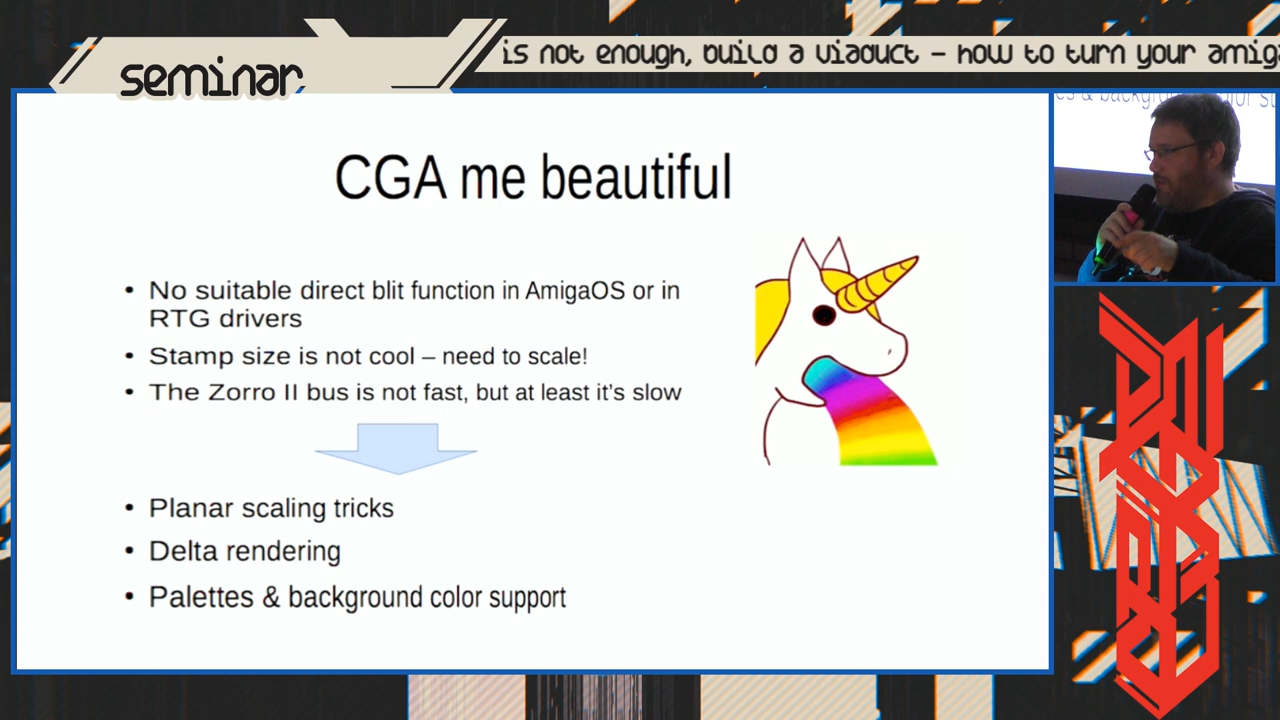 seminar
is not enough, build a viaduct - how to turn your amig
CGA me beautiful
• No suitable direct blit function in AmigaOS or in
RTG drivers
• Stamp size is not cool – need to scale!
• The Zorro II bus is not fast, but at least it's slow
• Planar scaling tricks
• Delta rendering
• Palettes & background color support